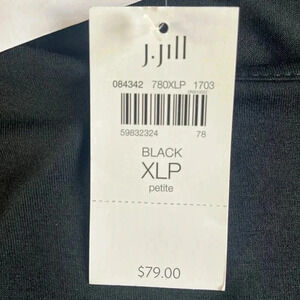 J.Jill
084342 780XLP 1703
59832324 78
BLACK
XLP
petite
$79.00